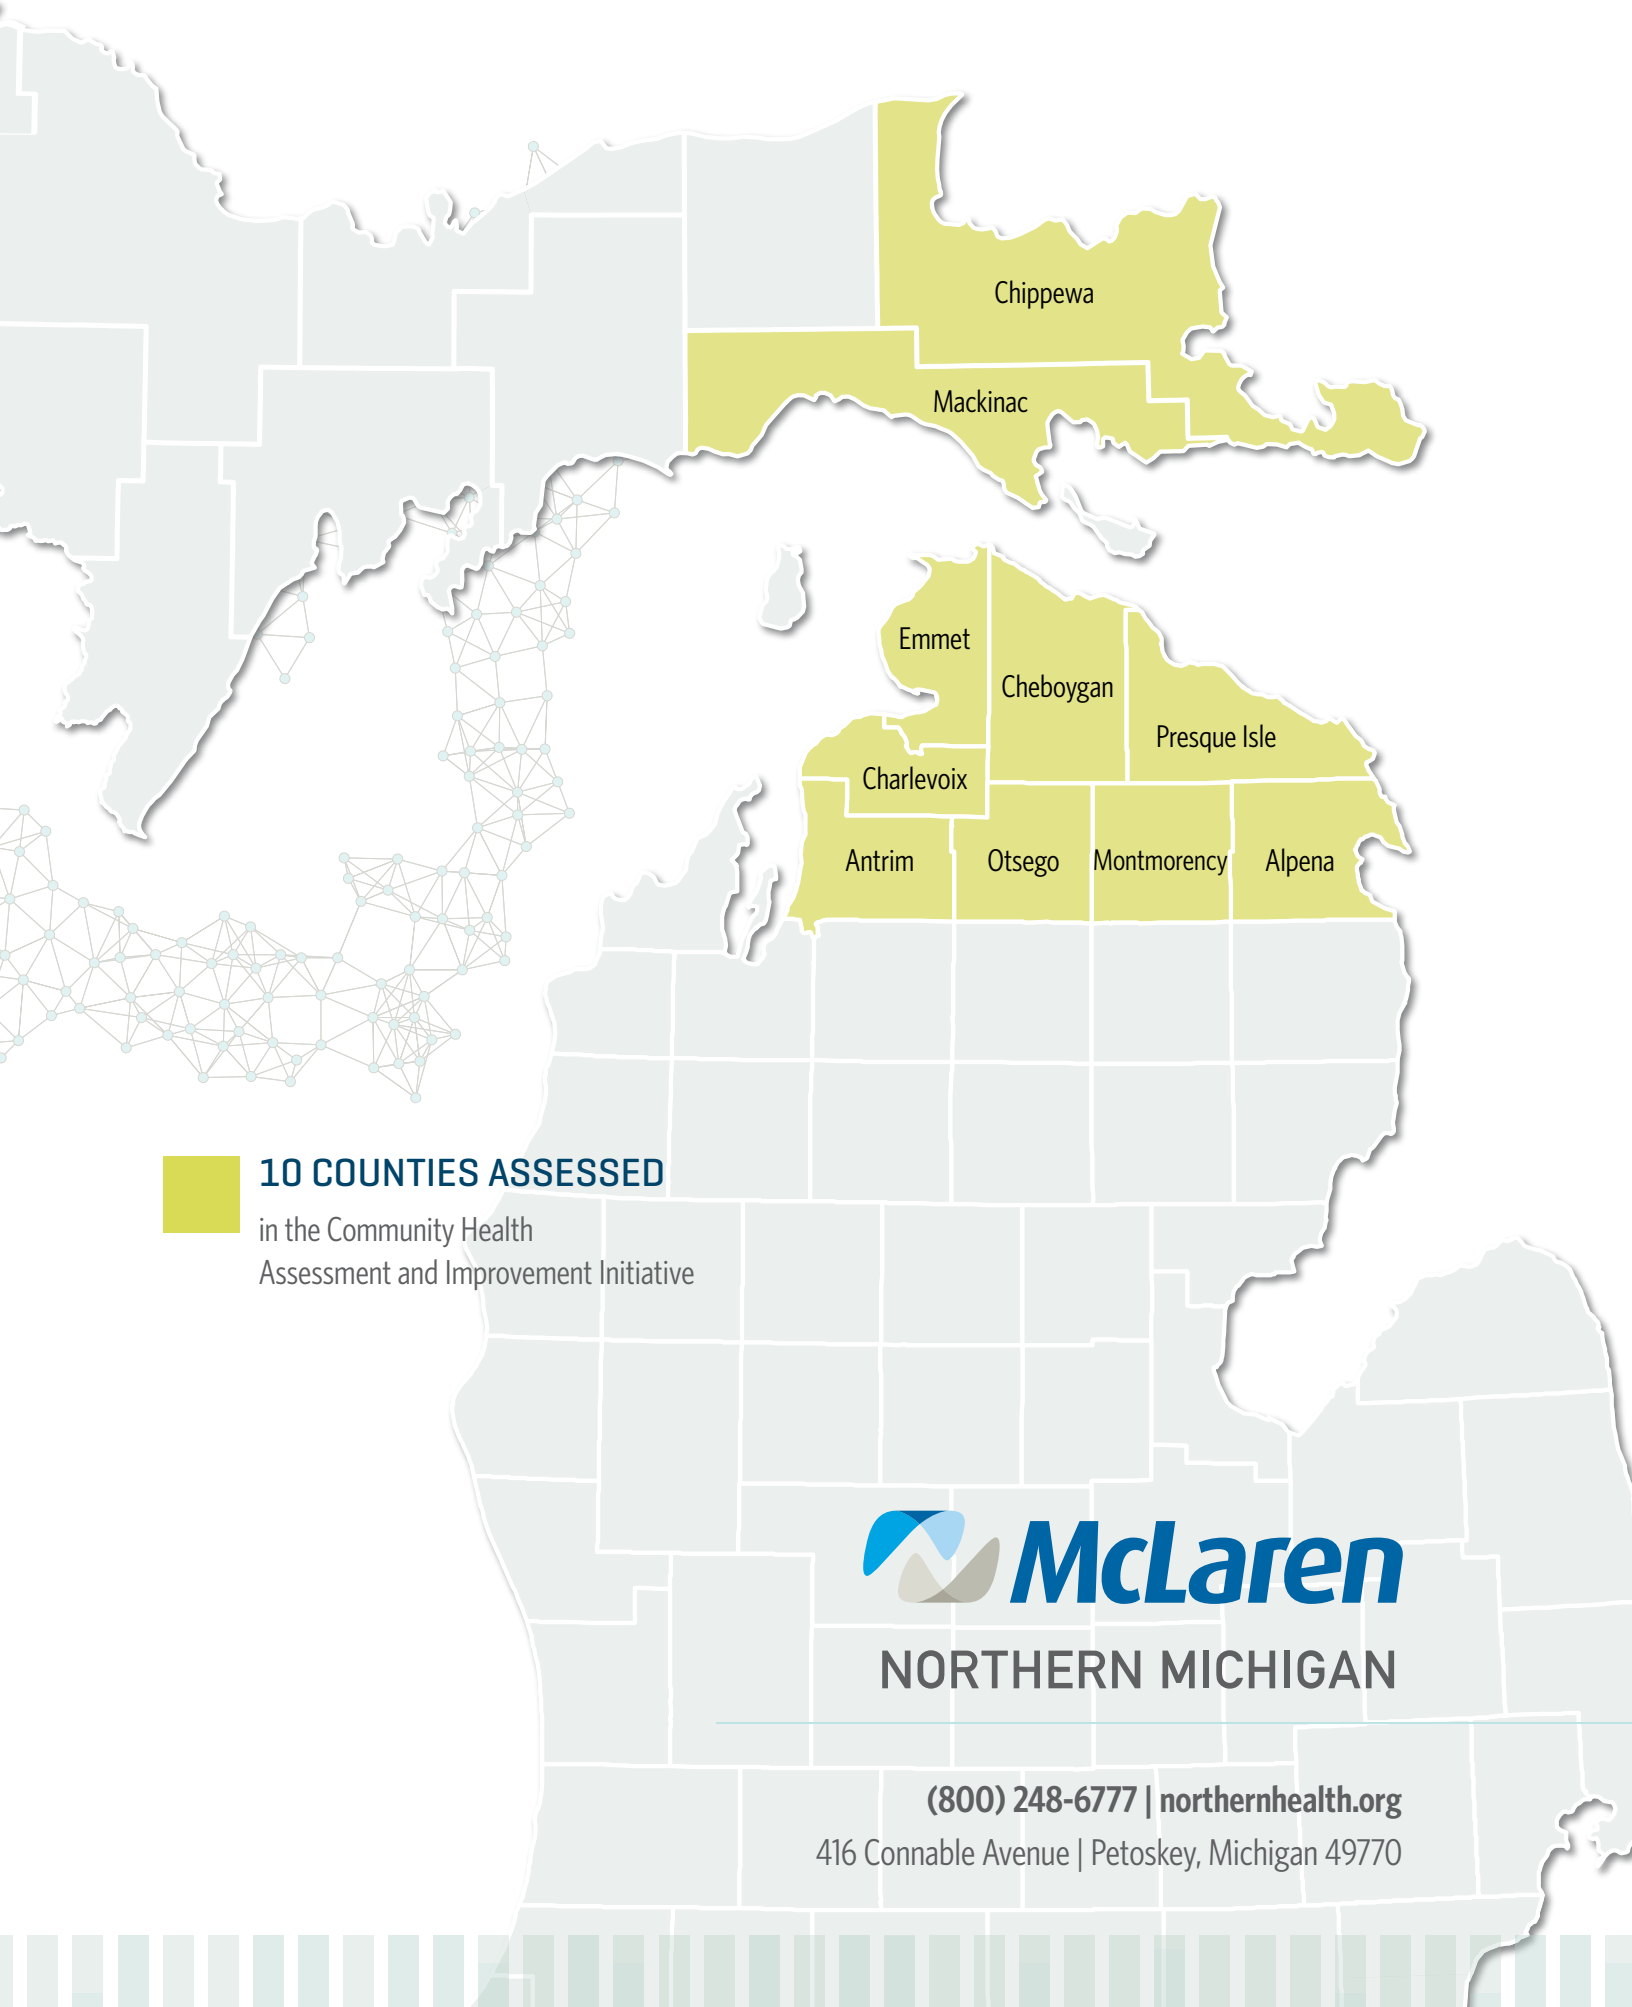 Chippewa
Mackinac
Emmet
Cheboygan
Presque Isle
Charlevoix
Antrim
Otsego
Montmorency
Alpena
10 COUNTIES ASSESSED
in the Community Health
Assessment and Improvement Initiative
McLaren
NORTHERN MICHIGAN
(800) 248-6777 | northernhealth.org
416 Connable Avenue | Petoskey, Michigan 49770